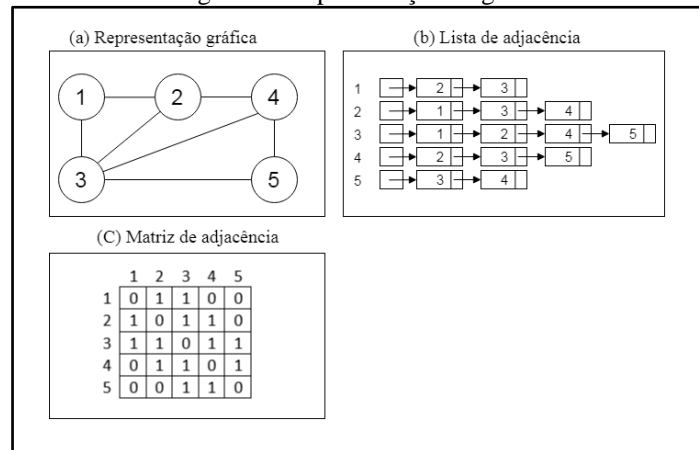 (a) Representação gráfica
1
2
4
3
5
(b) Lista de adjacência
1 2 3
2 1 3 4
3 1 2 4 5
4 2 3 5
5 3 4
(C) Matriz de adjacência
1 2 3 4 5
1 0 1 1 0 0
2 1 0 1 1 0
3 1 1 0 1 1
4 0 1 1 0 1
5 0 0 1 1 0